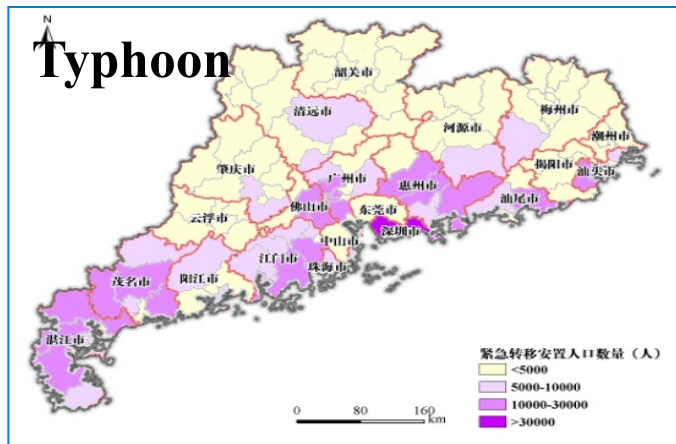 N
Typhoon
韶关市
清远市
河源市
梅州市
潮州市
肇庆市
广州市
惠州市
揭阳市
汕头市
云浮市
佛山市
东莞市
汕尾市
深圳市
中山市
江门市
珠海市
茂名市
阳江市
湛江市
紧急转移安置人口数量（人）
<5000
5000-10000
10000-30000
>30000
0 80 160
km